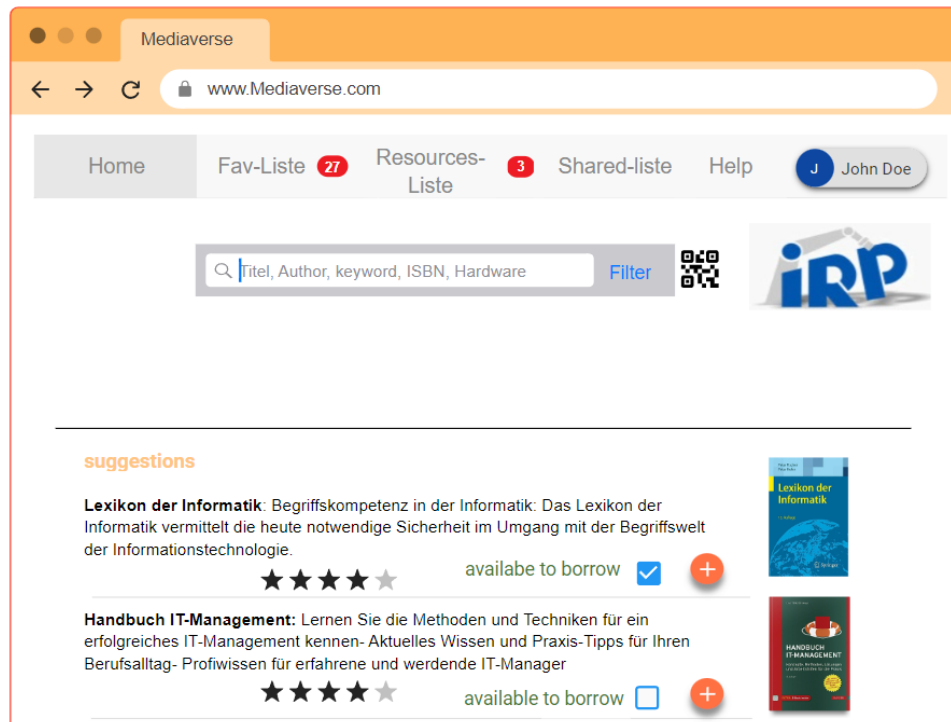 Mediaverse
www.Mediaverse.com
Home
Fav-Liste 27
Resources-
Liste
3
Shared-liste
Help
J John Doe
Titel, Author, keyword, ISBN, Hardware
Filter
iRP
suggestions
Lexikon der Informatik: Begriffskompetenz in der Informatik: Das Lexikon der
Informatik vermittelt die heute notwendige Sicherheit im Umgang mit der Begriffswelt
der Informationstechnologie.
availabe to borrow
Lexikon der
Informatik
Springer
Handbuch IT-Management: Lernen Sie die Methoden und Techniken für ein
erfolgreiches IT-Management kennen- Aktuelles Wissen und Praxis-Tipps für Ihren
Berufsalltag- Profiwissen für erfahrene und werdende IT-Manager
available to borrow
HANDBUCH
IT-MANAGEMENT